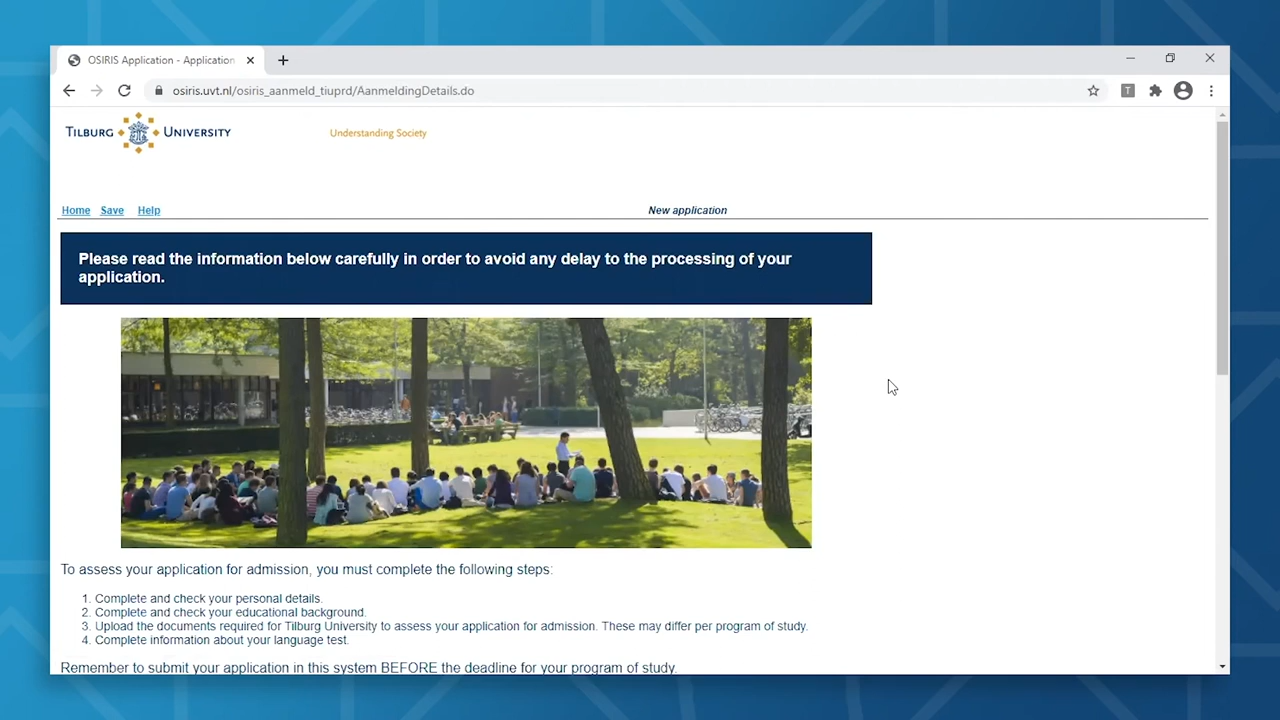 OSIRIS Application - Application
osiris.uvt.nl/osiris_aanmeld_tiuprd/AanmeldingDetails.do
T
TILBURG UNIVERSITY Understanding Society
Home Save Help New application
Please read the information below carefully in order to avoid any delay to the processing of your
application.
To assess your application for admission, you must complete the following steps:
1. Complete and check your personal details.
2. Complete and check your educational background.
3. Upload the documents required for Tilburg University to assess your application for admission. These may differ per program of study.
4. Complete information about your language test.
Remember to submit your application in this system BEFORE the deadline for your program of study.